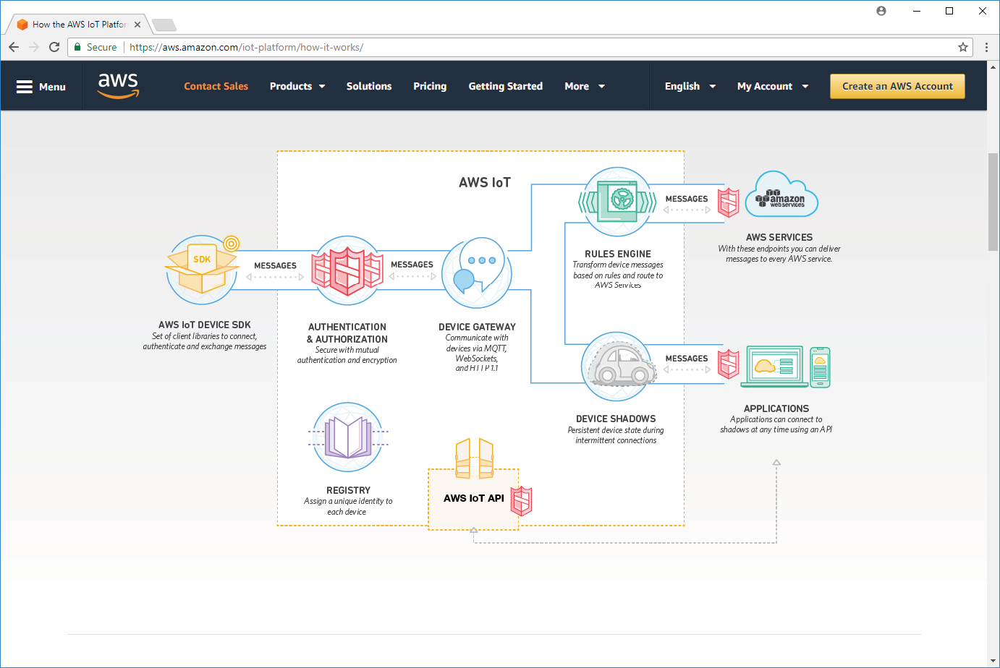 How the AWS IoT Platfor
Secure
https://aws.amazon.com/iot-platform/how-it-works/
Menu
aws
Contact Sales
Products
Solutions
Pricing
Getting Started
More
English
My Account
Create an AWS Account
AWS IoT
SDK
MESSAGES
AWS IoT DEVICE SDK
Set of client libraries to connect,
authenticate and exchange messages
AUTHENTICATION
& AUTHORIZATION
Secure with mutual
authentication and encryption
MESSAGES
DEVICE GATEWAY
Communicate with
devices via MQTT,
WebSockets,
and HTTP 1.1
RULES ENGINE
Transform device messages
based on rules and route to
AWS Services
MESSAGES
amazon
web services
AWS SERVICES
With these endpoints you can deliver
messages to every AWS service.
DEVICE SHADOWS
Persistent device state during
intermittent connections
MESSAGES
APPLICATIONS
Applications can connect to
shadows at any time using an API
REGISTRY
Assign a unique identity to
each device
AWS IoT API